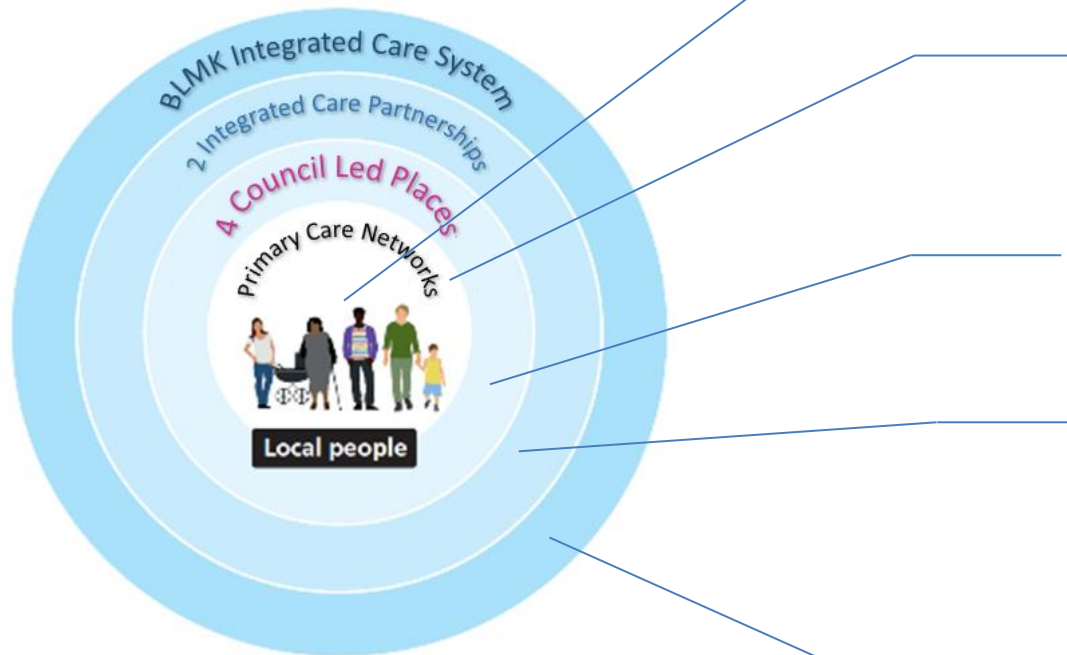 BLMK Integrated Care System
2 Integrated Care Partnerships
4 Council Led Places
Primary Care Networks
Local people